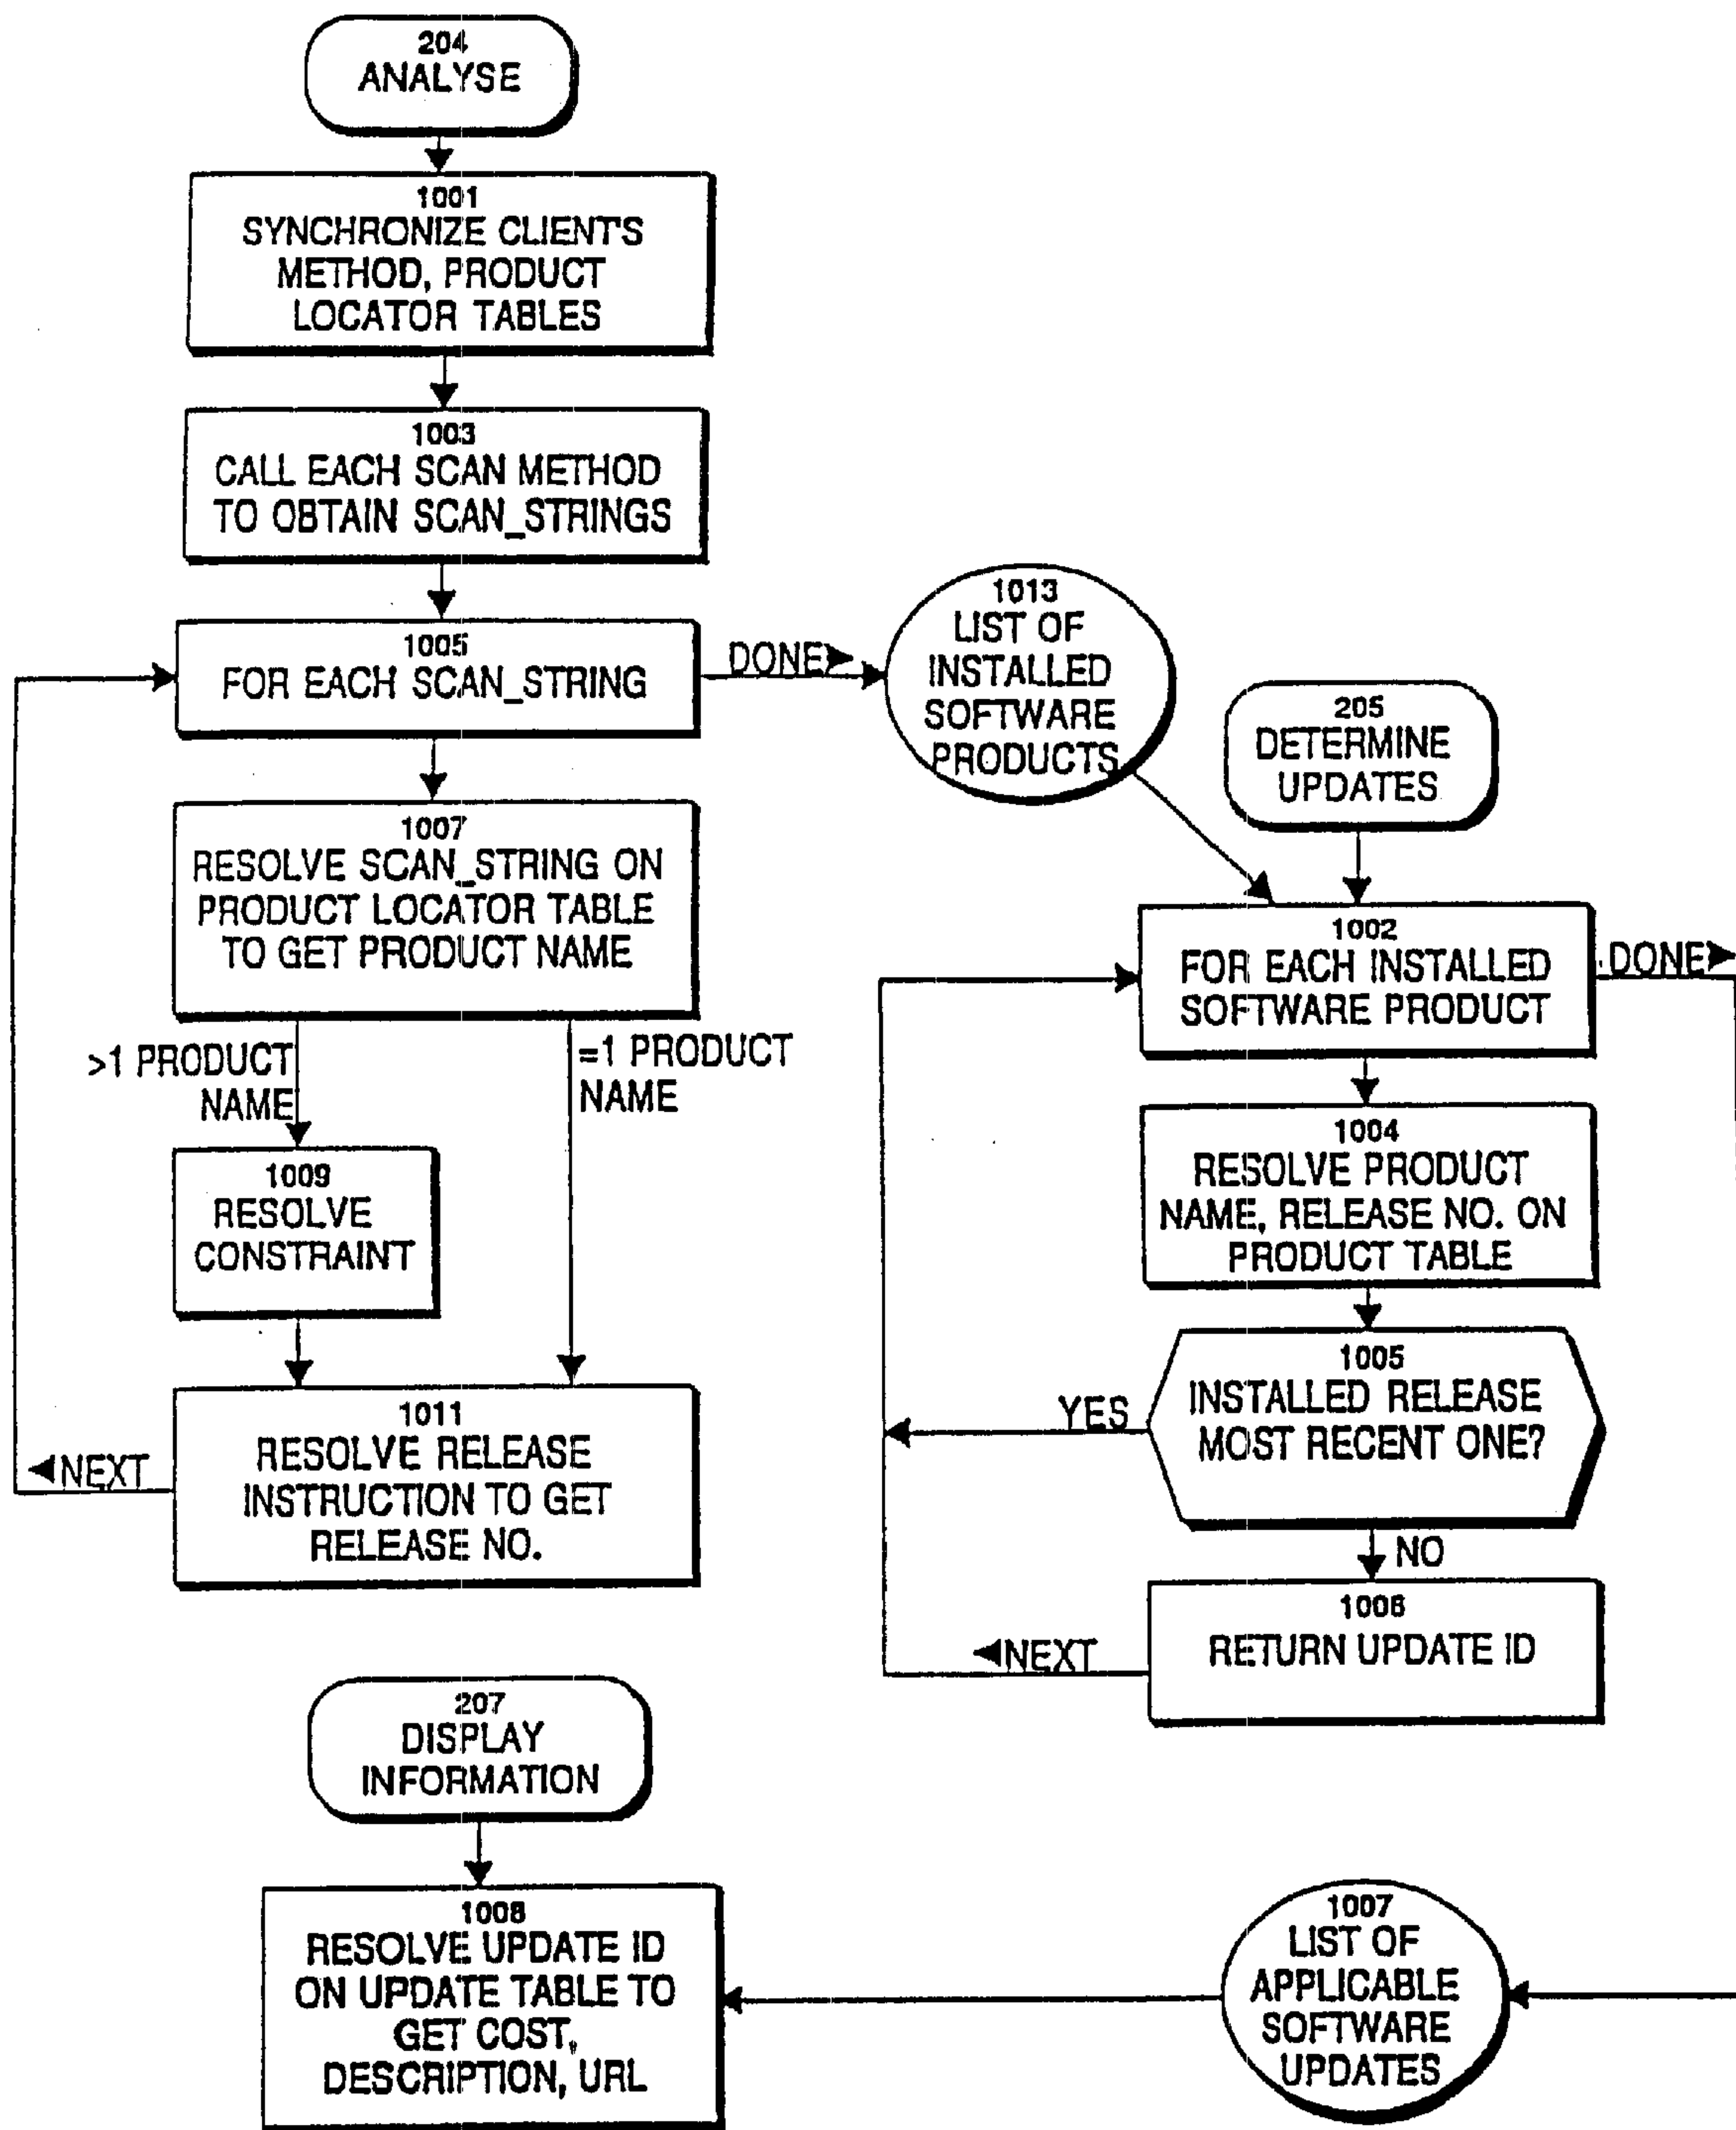 204
ANALYSE
1001
SYNCHRONIZE CLIENT'S
METHOD, PRODUCT
LOCATOR TABLES
1003
CALL EACH SCAN METHOD
TO OBTAIN SCAN_STRINGS
1005
FOR EACH SCAN_STRING
DONE
1013
LIST OF
INSTALLED
SOFTWARE
PRODUCTS
1007
RESOLVE SCAN_STRING ON
PRODUCT LOCATOR TABLE
TO GET PRODUCT NAME
>1 PRODUCT
NAME
=1 PRODUCT
NAME
1009
RESOLVE
CONSTRAINT
1011
RESOLVE RELEASE
INSTRUCTION TO GET
RELEASE NO.
NEXT
205
DETERMINE
UPDATES
1002
FOR EACH INSTALLED
SOFTWARE PRODUCT
DONE
1004
RESOLVE PRODUCT
NAME, RELEASE NO. ON
PRODUCT TABLE
1005
INSTALLED RELEASE
MOST RECENT ONE?
YES
NO
1006
RETURN UPDATE ID
NEXT
207
DISPLAY
INFORMATION
1008
RESOLVE UPDATE ID
ON UPDATE TABLE TO
GET COST,
DESCRIPTION, URL
1007
LIST OF
APPLICABLE
SOFTWARE
UPDATES